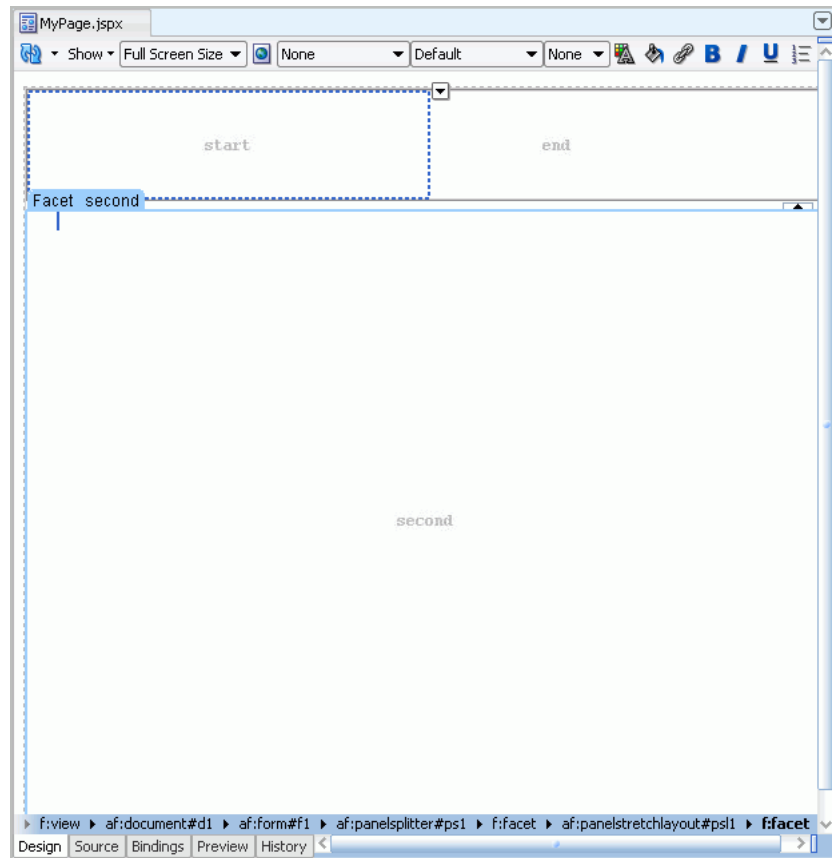 MyPage.jspx
Show Full Screen Size None Default None B I U
start end
Facet second
second
f:view af:document#d1 af:form#f1 af:panelsplitter#ps1 f:facet af:panelstretchlayout#psl1 f:facet
Design Source Bindings Preview History